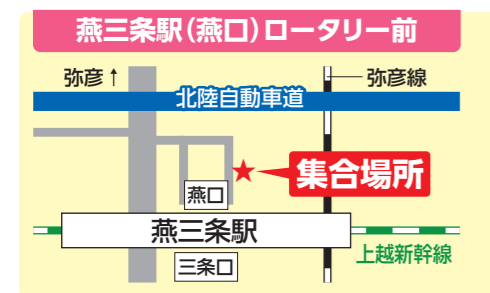 燕三条駅(燕口)ロータリー前
弥彦↑
弥彦線
北陸自動車道
集合場所
燕口
燕三条駅
上越新幹線
三条口